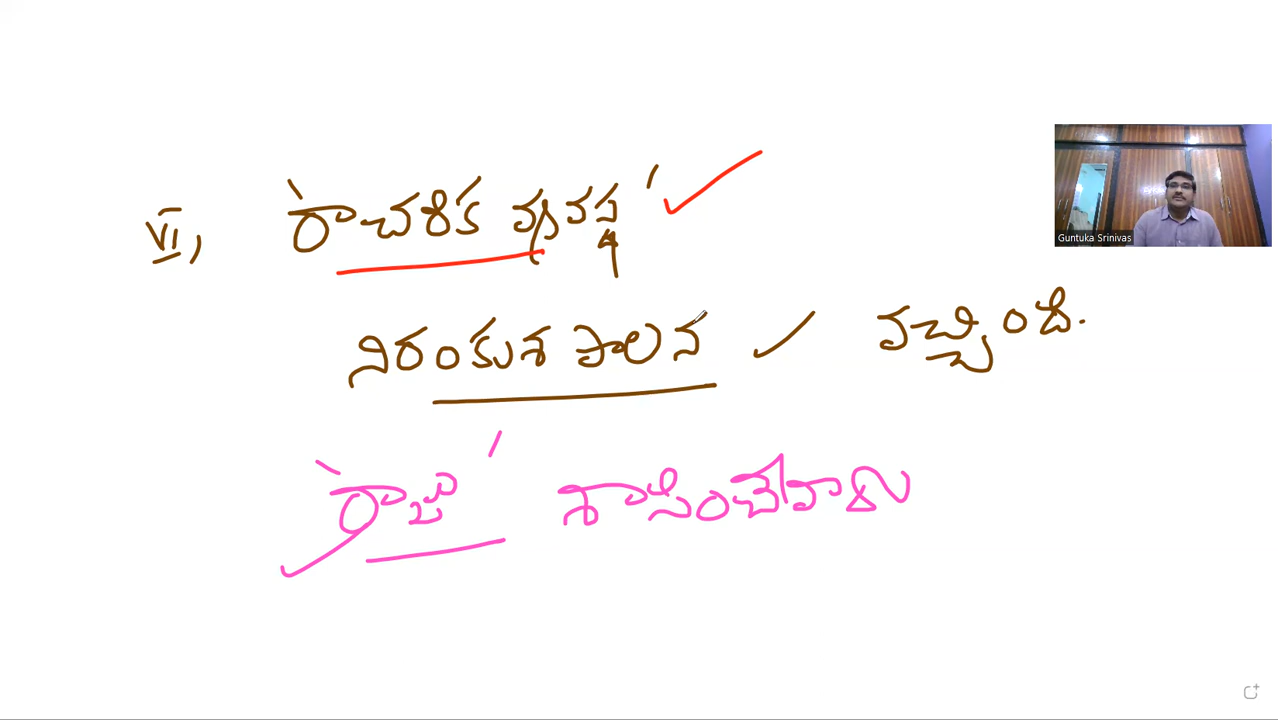 VI, 'రాచరిక వ్యవస్థ'
Guntuka Srinivas
నిరంకుశ పాలన వచ్చింది.
'రాజు' శాసించేవారు